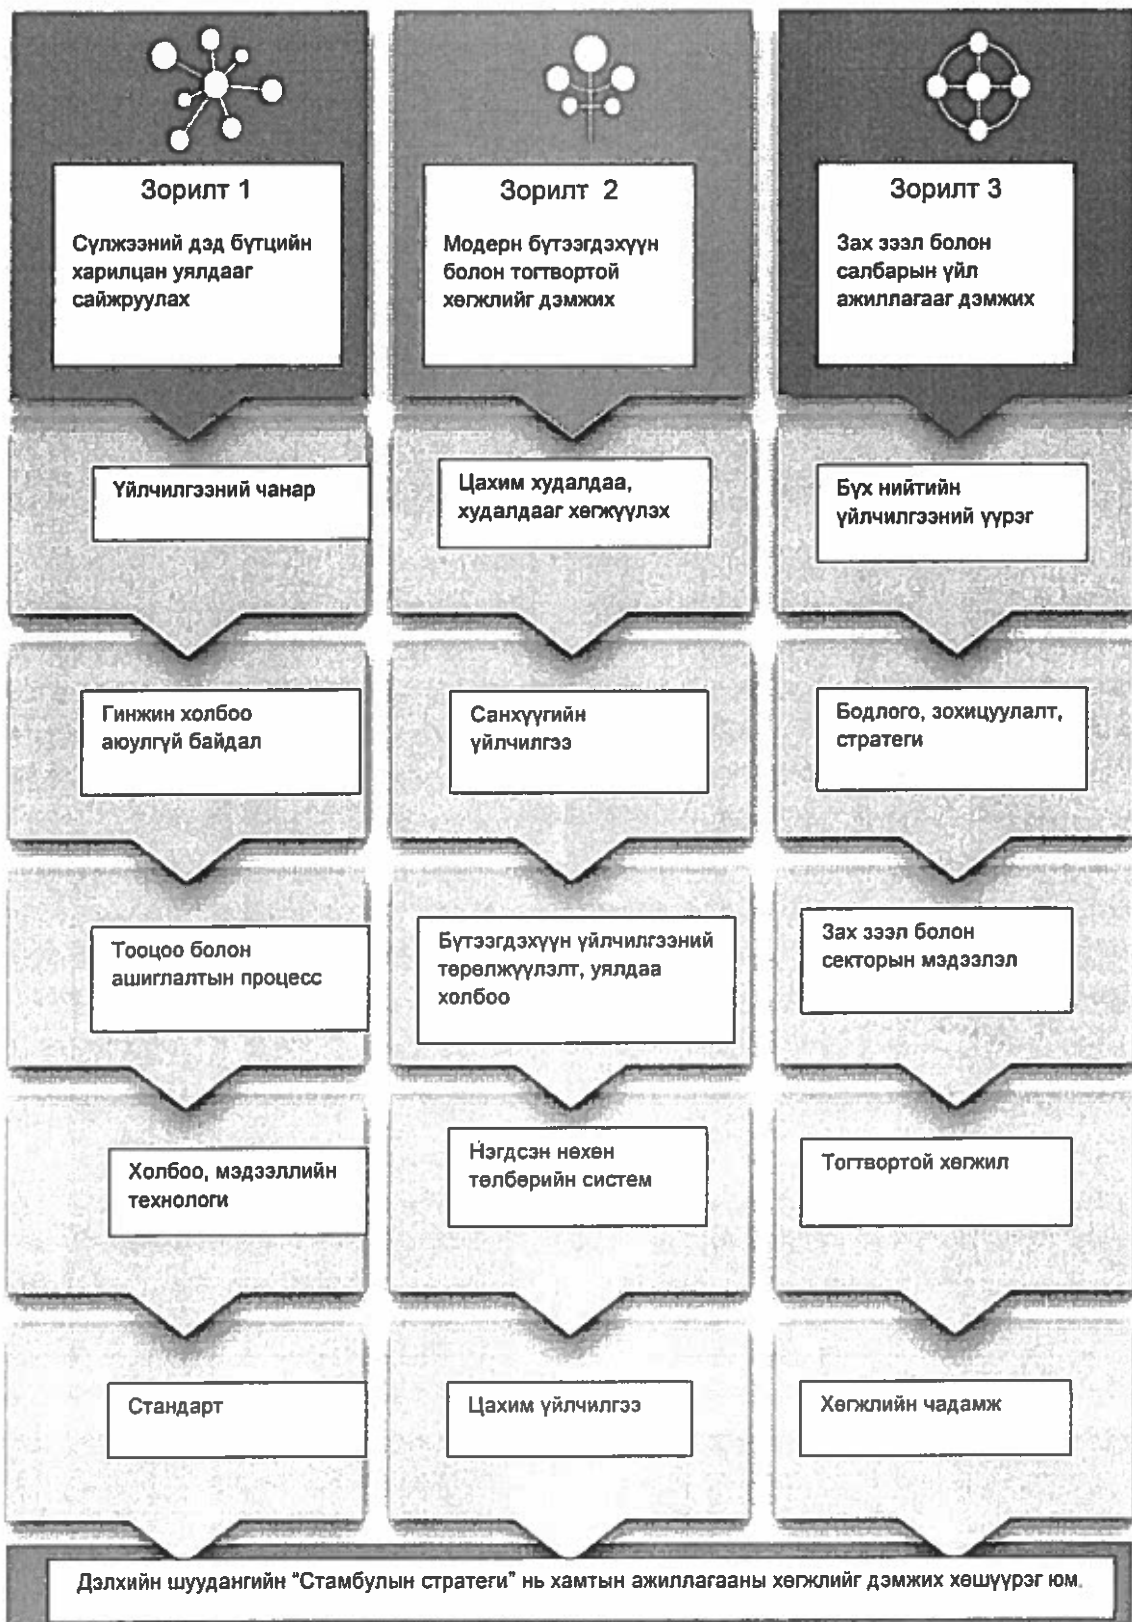 Зорилт 1
Сүлжээний дэд бүтцийн
харилцан уялдааг
сайжруулах
Үйлчилгээний чанар
Гинжин холбоо
аюулгүй байдал
Тооцоо болон
ашиглалтын процесс
Холбоо, мэдээллийн
технологи
Стандарт
Зорилт 2
Модерн бүтээгдэхүүн
болон тогтвортой
хөгжлийг дэмжих
Цахим худалдаа,
худалдааг хөгжүүлэх
Санхүүгийн
үйлчилгээ
Бүтээгдэхүүн үйлчилгээний
төрөлжүүлэлт, уялдаа
холбоо
Нэгдсэн нөхөн
төлбөрийн систем
Цахим үйлчилгээ
Зорилт 3
Зах зээл болон
салбарын үйл
ажиллагааг дэмжих
Бүх нийтийн
үйлчилгээний үүрэг
Бодлого, зохицуулалт,
стратеги
Зах зээл болон
секторын мэдээлэл
Тогтвортой хөгжил
Хөгжлийн чадамж
Дэлхийн шуудангийн "Стамбулын стратеги" нь хамтын ажиллагааны хөгжлийг дэмжих хөшүүрэг юм.